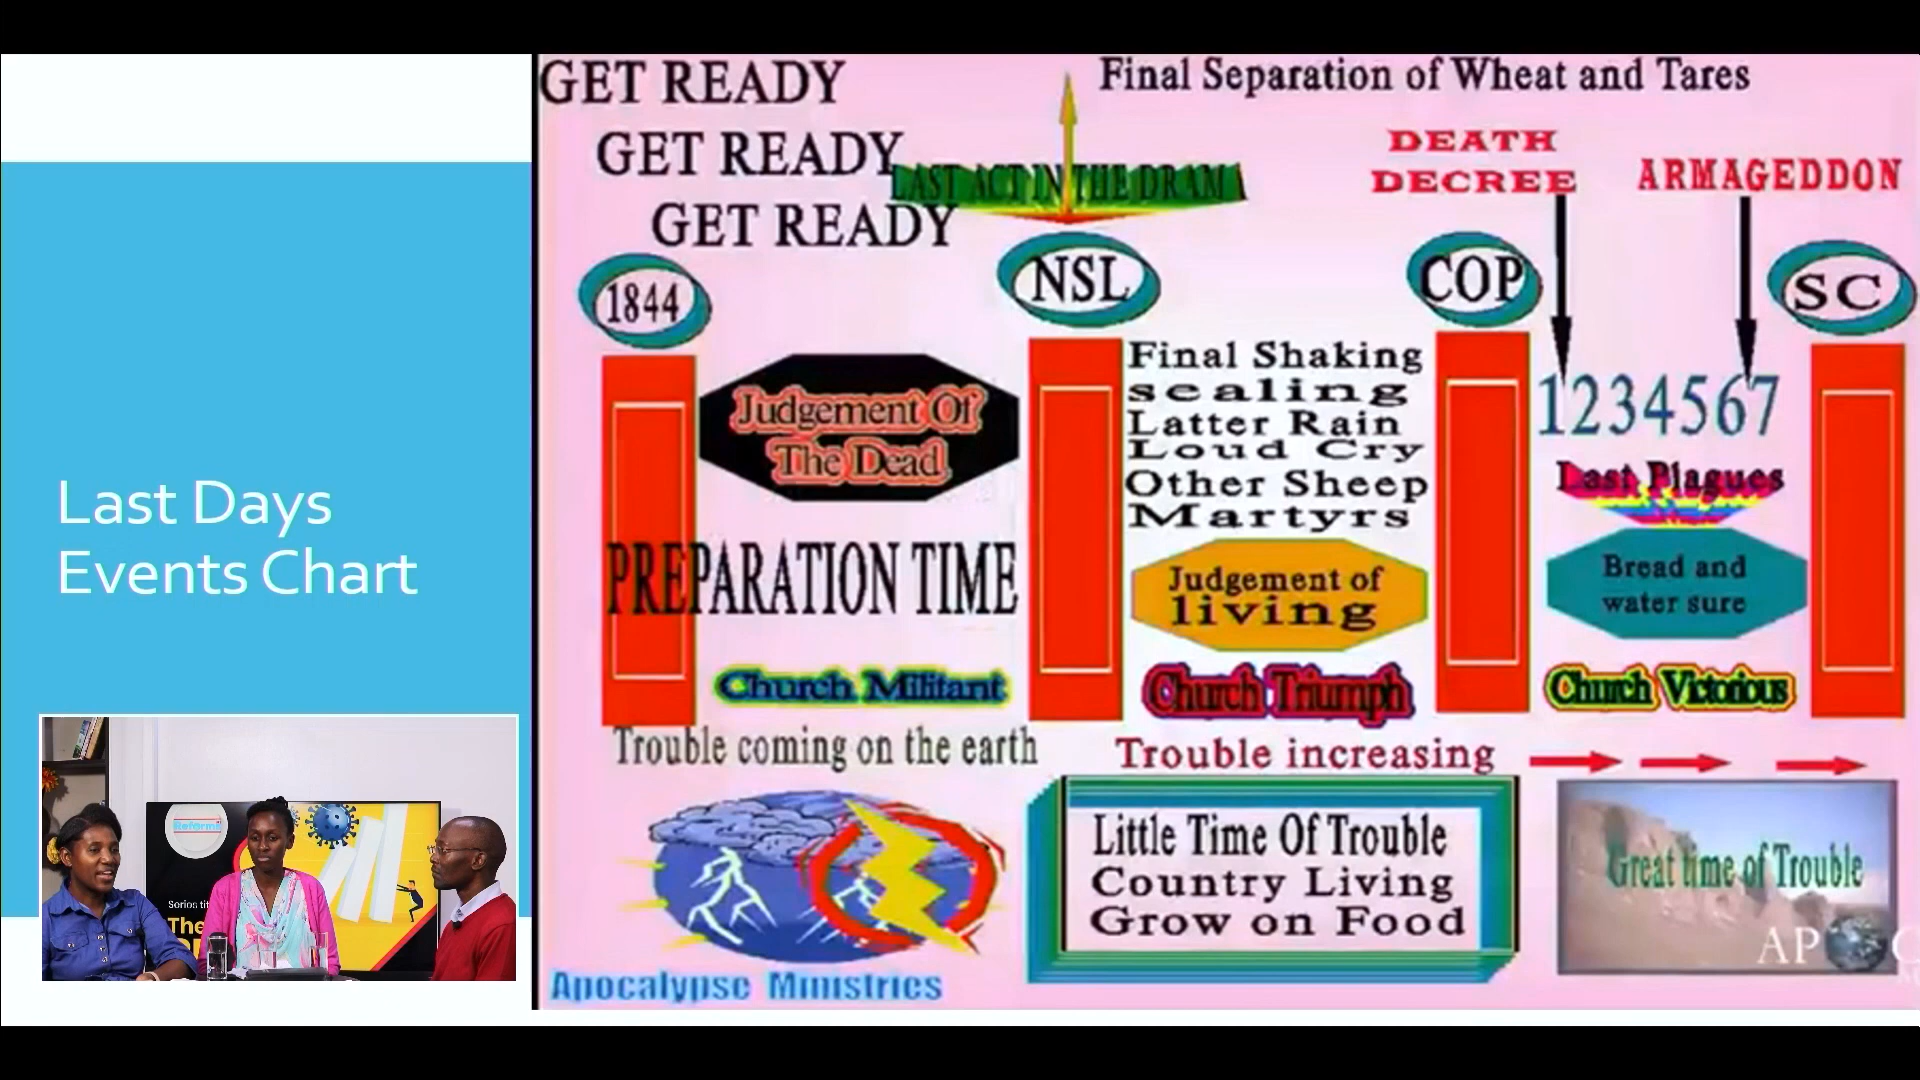 Last Days
Events Chart
GET READY
GET READY
GET READY
Final Separation of Wheat and Tares
LAST ACT IN THE DRAMA
DEATH
DECREE
ARMAGEDDON
1844
NSL
COP
SC
Judgement Of
The Dead
PREPARATION TIME
Church Militant
Final Shaking
sealing
Latter Rain
Loud Cry
Other Sheep
Martyrs
Judgement of
living
Church Triumph
1234567
Last Plagues
Bread and
water sure
Church Victorious
Trouble coming on the earth
Trouble increasing
Little Time Of Trouble
Country Living
Grow on Food
Great time of Trouble
Apocalypse Ministries
Reform
The